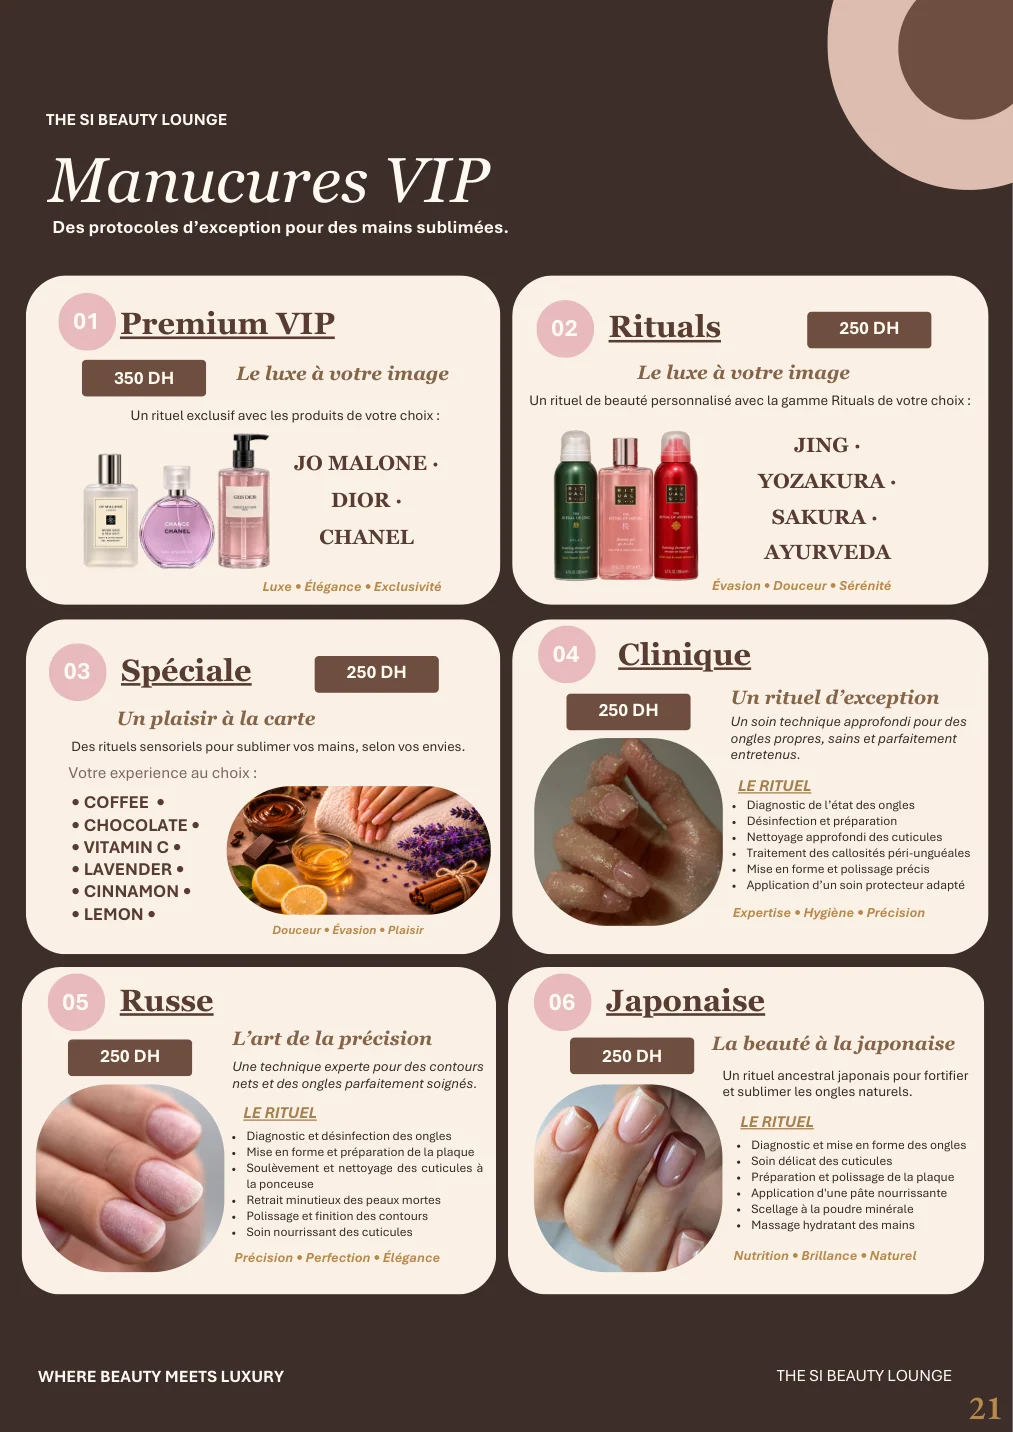 THE SI BEAUTY LOUNGE
Manucures VIP
Des protocoles d’exception pour des mains sublimées.
01
Premium VIP
350 DH
Le luxe à votre image
Un rituel exclusif avec les produits de votre choix :
JO MALONE ·
DIOR ·
CHANEL
JO MALONE
CHANCE
CHANEL
GRIS DIOR
Luxe • Élégance • Exclusivité
02
Rituals
250 DH
Le luxe à votre image
Un rituel de beauté personnalisé avec la gamme Rituals de votre choix :
JING ·
YOZAKURA ·
SAKURA ·
AYURVEDA
Évasion • Douceur • Sérénité
03
Spéciale
250 DH
Un plaisir à la carte
Des rituels sensoriels pour sublimer vos mains, selon vos envies.
Votre experience au choix :
• COFFEE •
• CHOCOLATE •
• VITAMIN C •
• LAVENDER •
• CINNAMON •
• LEMON •
Douceur • Évasion • Plaisir
04
Clinique
250 DH
Un rituel d’exception
Un soin technique approfondi pour des
ongles propres, sains et parfaitement
entretenus.
LE RITUEL
• Diagnostic de l’état des ongles
• Désinfection et préparation
• Nettoyage approfondi des cuticules
• Traitement des callosités péri-unguéales
• Mise en forme et polissage précis
• Application d’un soin protecteur adapté
Expertise • Hygiène • Précision
05
Russe
250 DH
L’art de la précision
Une technique experte pour des contours
nets et des ongles parfaitement soignés.
LE RITUEL
• Diagnostic et désinfection des ongles
• Mise en forme et préparation de la plaque
• Soulèvement et nettoyage des cuticules à
la ponceuse
• Retrait minutieux des peaux mortes
• Polissage et finition des contours
• Soin nourrissant des cuticules
Précision • Perfection • Élégance
06
Japonaise
250 DH
La beauté à la japonaise
Un rituel ancestral japonais pour fortifier
et sublimer les ongles naturels.
LE RITUEL
• Diagnostic et mise en forme des ongles
• Soin délicat des cuticules
• Préparation et polissage de la plaque
• Application d'une pâte nourrissante
• Scellage à la poudre minérale
• Massage hydratant des mains
Nutrition • Brillance • Naturel
WHERE BEAUTY MEETS LUXURY
THE SI BEAUTY LOUNGE
21